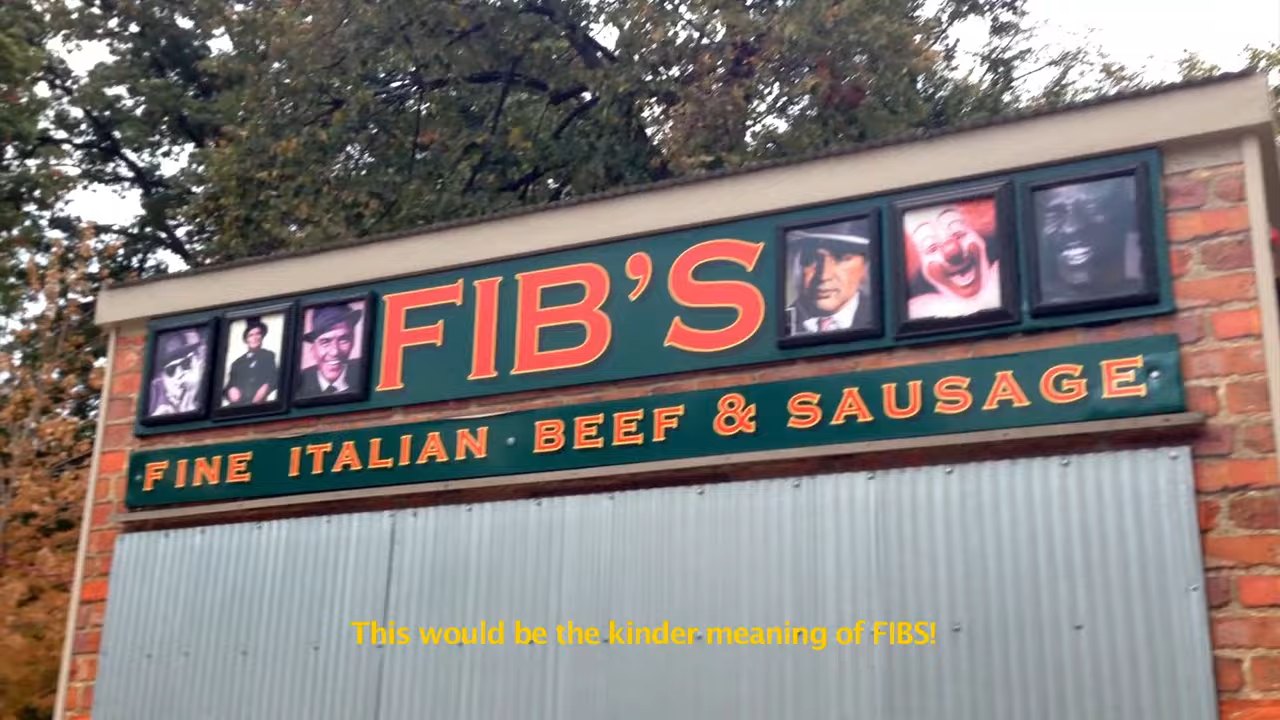 FIB'S
FINE ITALIAN BEEF & SAUSAGE
This would be the kinder meaning of FIBS!